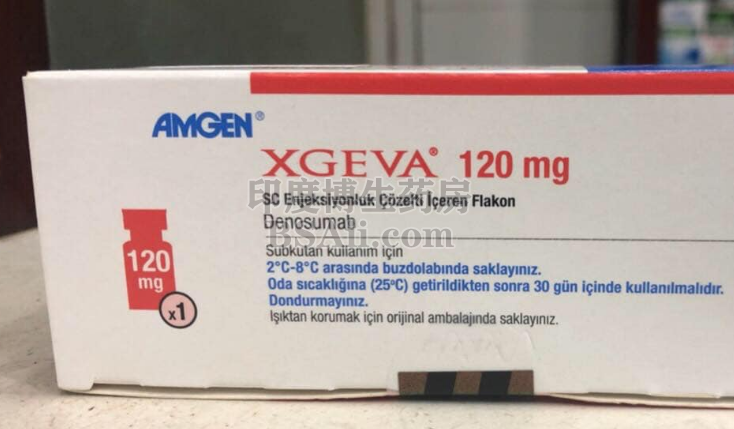 AMGEN®
XGEVA® 120 mg
印度博生药房
SC Enjeksiyonluk Çözelti İçeren Flakon
Denosumab
BSAli.com
Subkutan kullanım için
2°C-8°C arasında buzdolabında saklayınız.
Oda sıcaklığına (25ºC) getirildikten sonra 30 gün içinde kullanılmalıdır.
Dondurmayınız.
Işıktan korumak için orijinal ambalajında saklayınız.
120
mg
x1